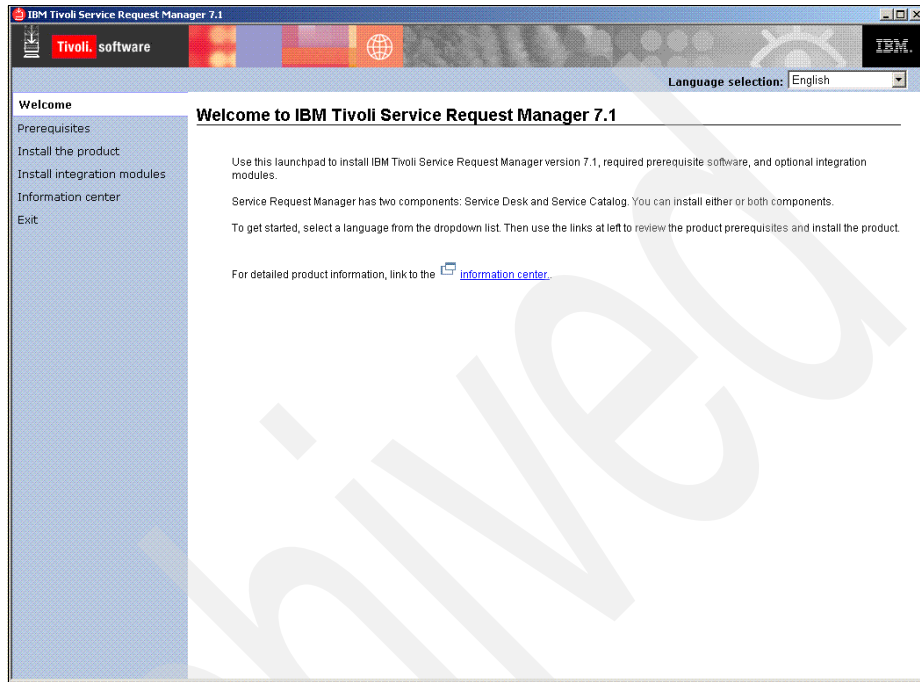 IBM Tivoli Service Request Manager 7.1
Tivoli. software
IBM.
Language selection: English
Welcome
Prerequisites
Install the product
Install integration modules
Information center
Exit
Welcome to IBM Tivoli Service Request Manager 7.1
Use this launchpad to install IBM Tivoli Service Request Manager version 7.1, required prerequisite software, and optional integration
modules.
Service Request Manager has two components: Service Desk and Service Catalog. You can install either or both components.
To get started, select a language from the dropdown list. Then use the links at left to review the product prerequisites and install the product.
For detailed product information, link to the information center..